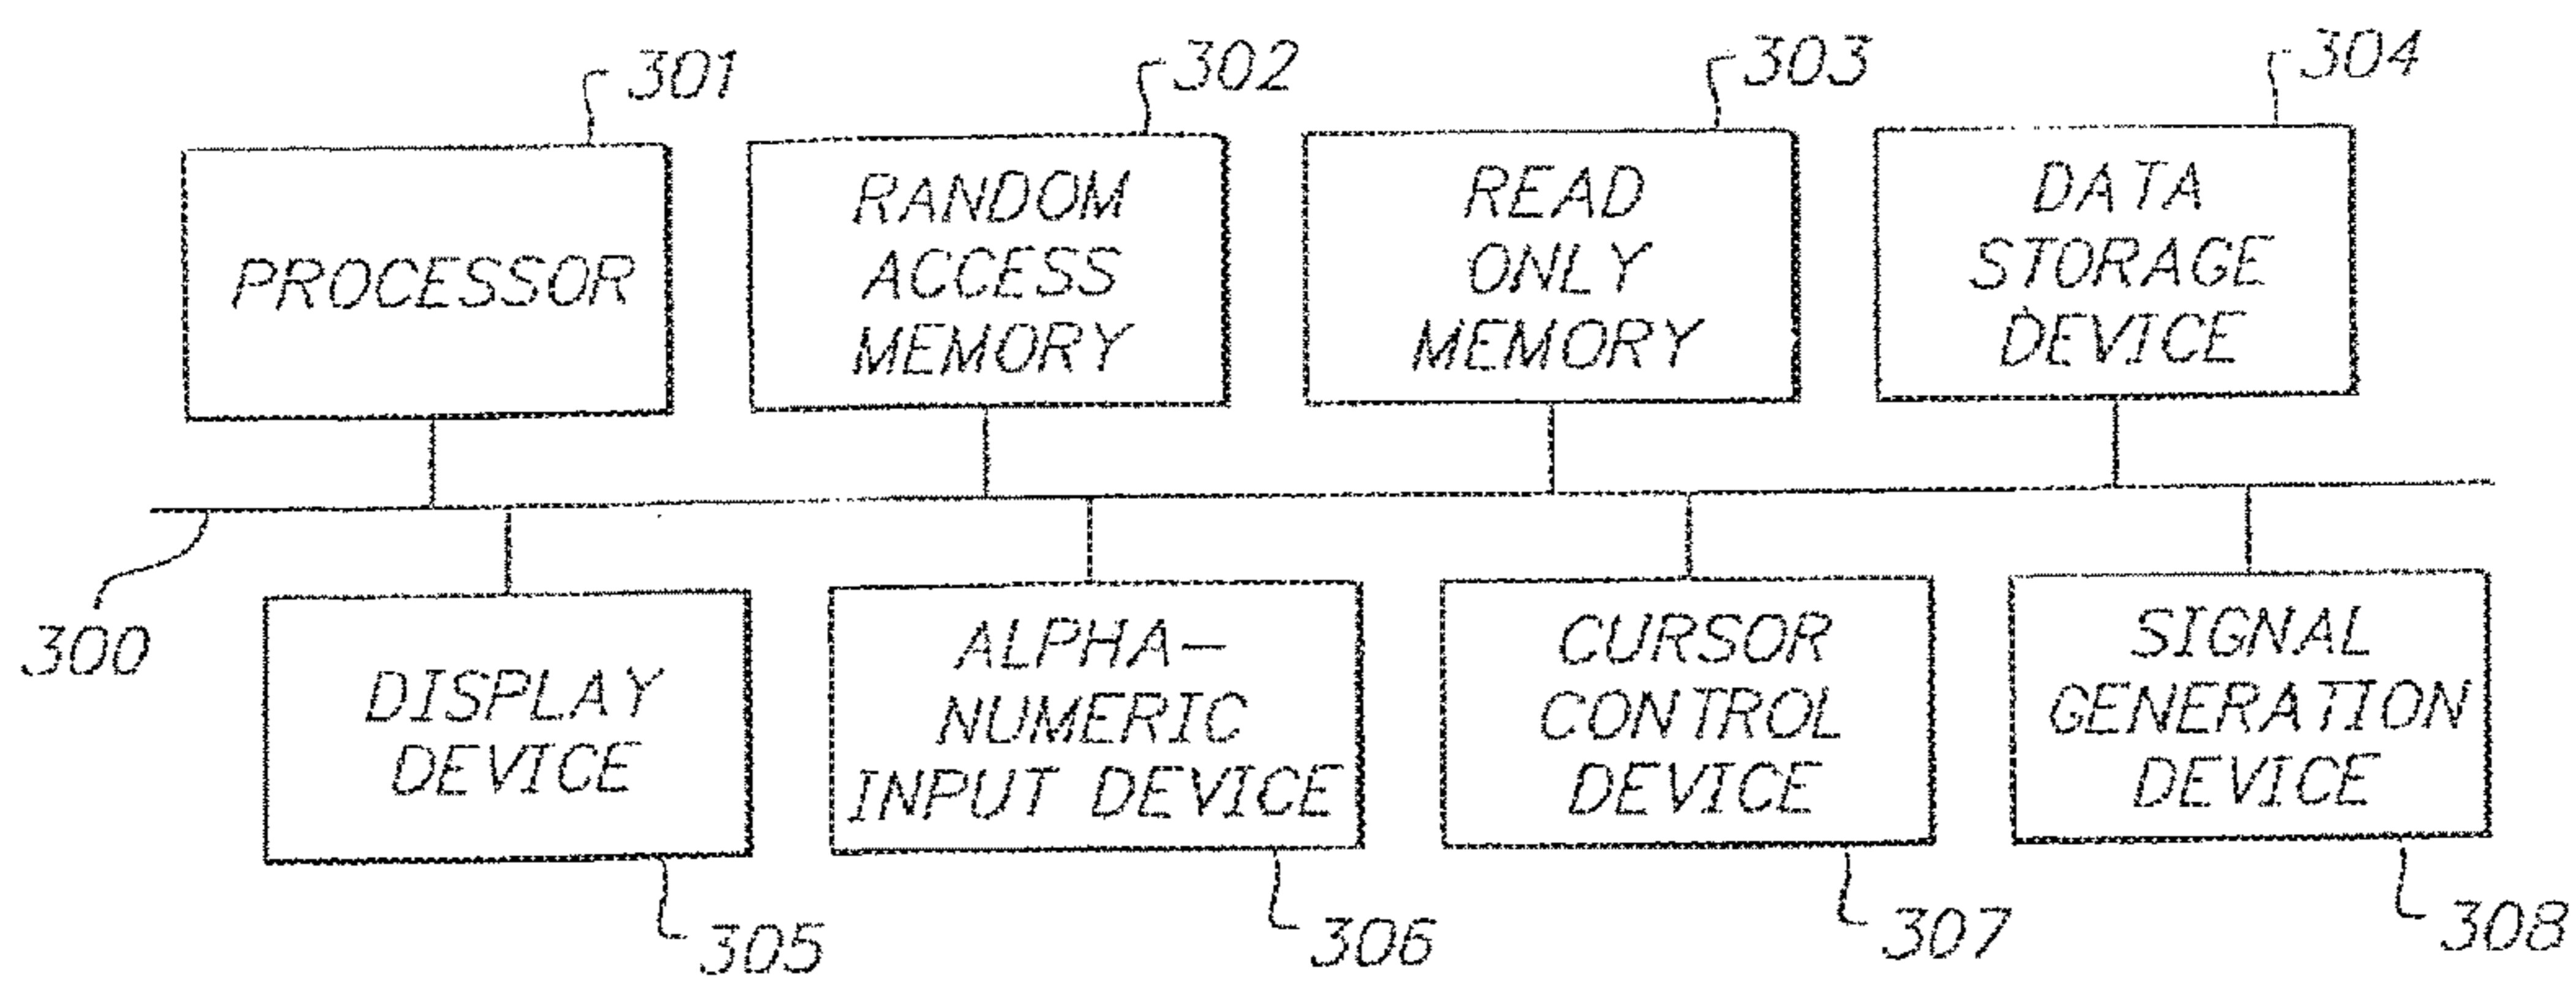 301
302
303
304
PROCESSOR
RANDOM
ACCESS
MEMORY
READ
ONLY
MEMORY
DATA
STORAGE
DEVICE
300
DISPLAY
DEVICE
ALPHA—
NUMERIC
INPUT DEVICE
CURSOR
CONTROL
DEVICE
SIGNAL
GENERATION
DEVICE
305
306
307
308